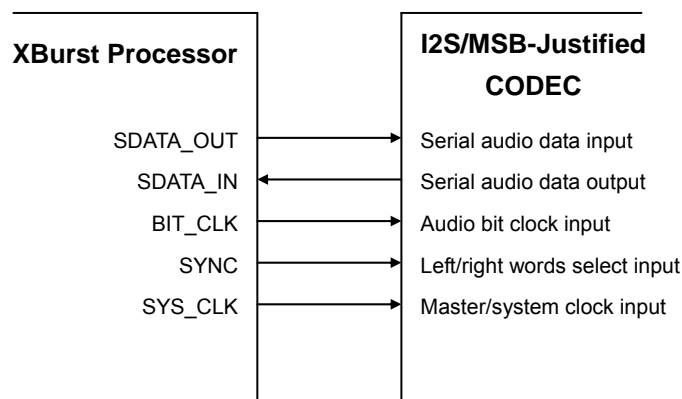 XBurst Processor
I2S/MSB-Justified
CODEC
SDATA_OUT Serial audio data input
SDATA_IN Serial audio data output
BIT_CLK Audio bit clock input
SYNC Left/right words select input
SYS_CLK Master/system clock input